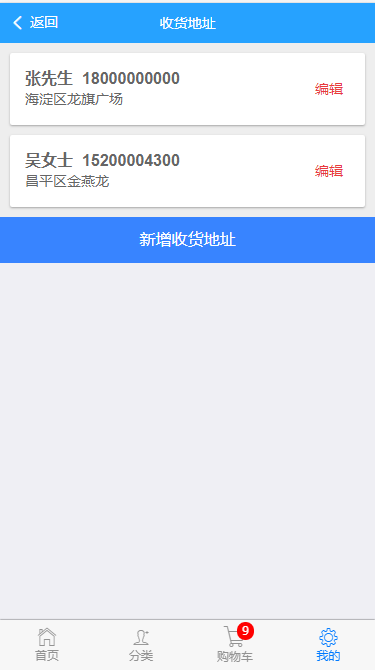 返回
收货地址
张先生 18000000000
海淀区龙旗广场
编辑
吴女士 15200004300
昌平区金燕龙
编辑
新增收货地址
9
首页
分类
购物车
我的